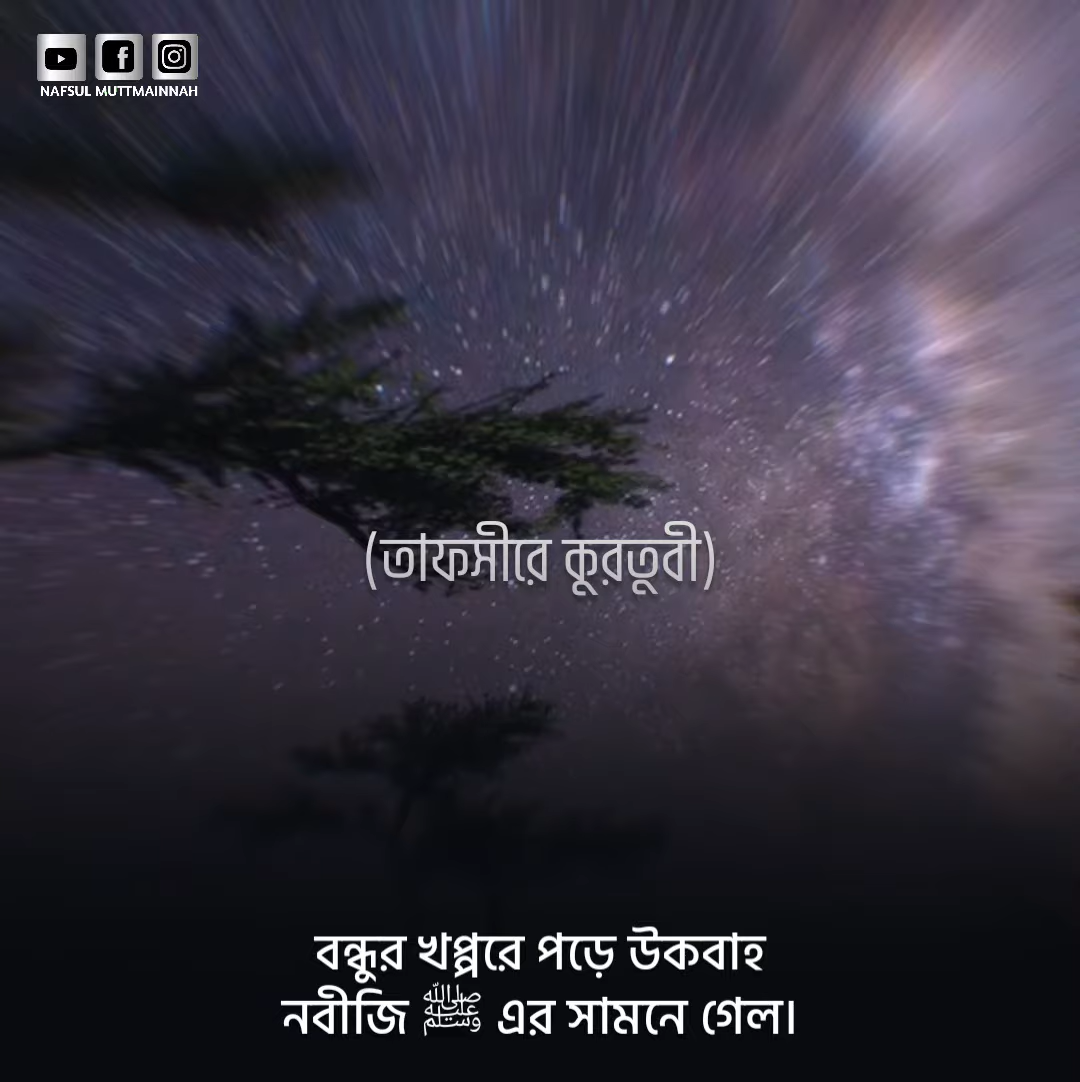 NAFSUL MUTTMAINNAH
(তাফসীরে কুরতুবী)
বন্ধুর খপ্পরে পড়ে উকবাহ
নবীজি ﷺ এর সামনে গেল।